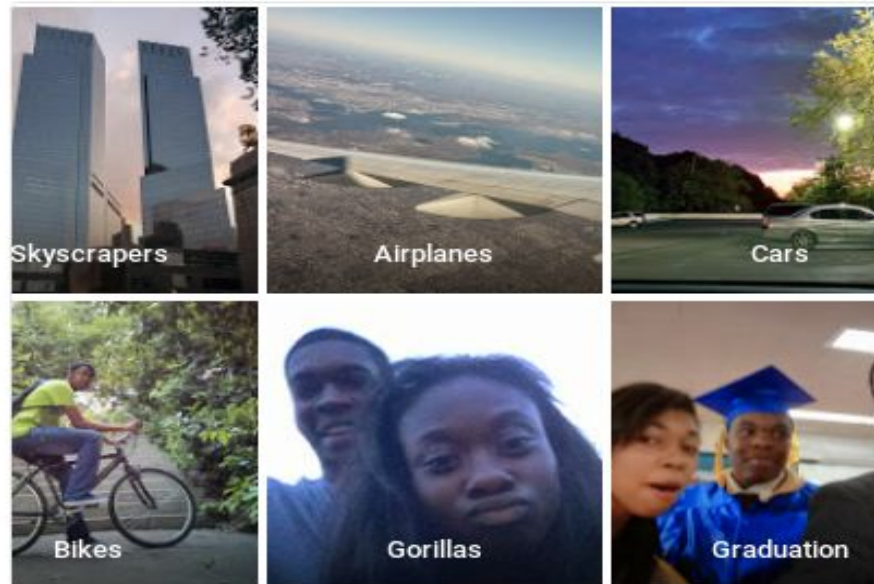 Skyscrapers
Airplanes
Cars
Bikes
Gorillas
Graduation